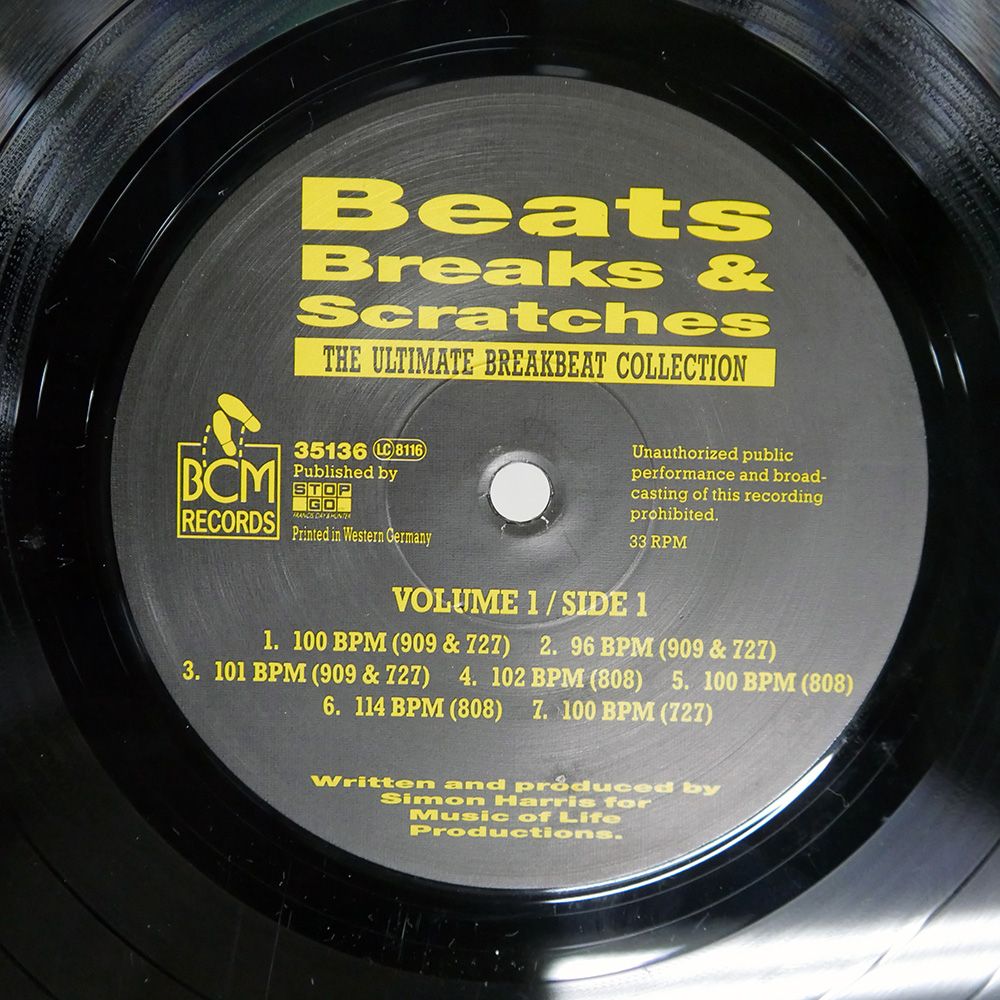 Beats
Breaks &
Scratches
THE ULTIMATE BREAKBEAT COLLECTION
BCM
RECORDS
35136 LC 8116
Published by
STOP
GO
FRANCIS DAY & HUNTER
Printed in Western Germany
Unauthorized public
performance and broad-
casting of this recording
prohibited.
33 RPM
VOLUME 1 / SIDE 1
1. 100 BPM (909 & 727) 2. 96 BPM (909 & 727)
3. 101 BPM (909 & 727) 4. 102 BPM (808) 5. 100 BPM (808)
6. 114 BPM (808) 7. 100 BPM (727)
Written and produced by
Simon Harris for
Music of Life
Productions.